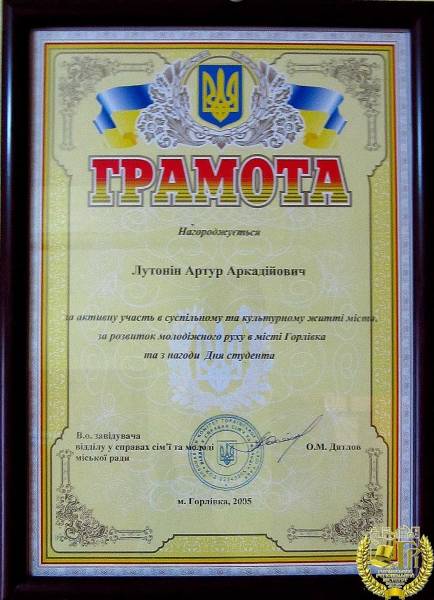 ГРАМОТА
Нагороджується
Лутонін Артур Аркадійович
за активну участь в суспільному та культурному житті міста,
за розвиток молодіжного руху в місті Горлівка
та з нагоди Дня студента
В.о. завідувача
відділу у справах сім'ї та молоді О.М. Дятлов
міської ради
м. Горлівка, 2005